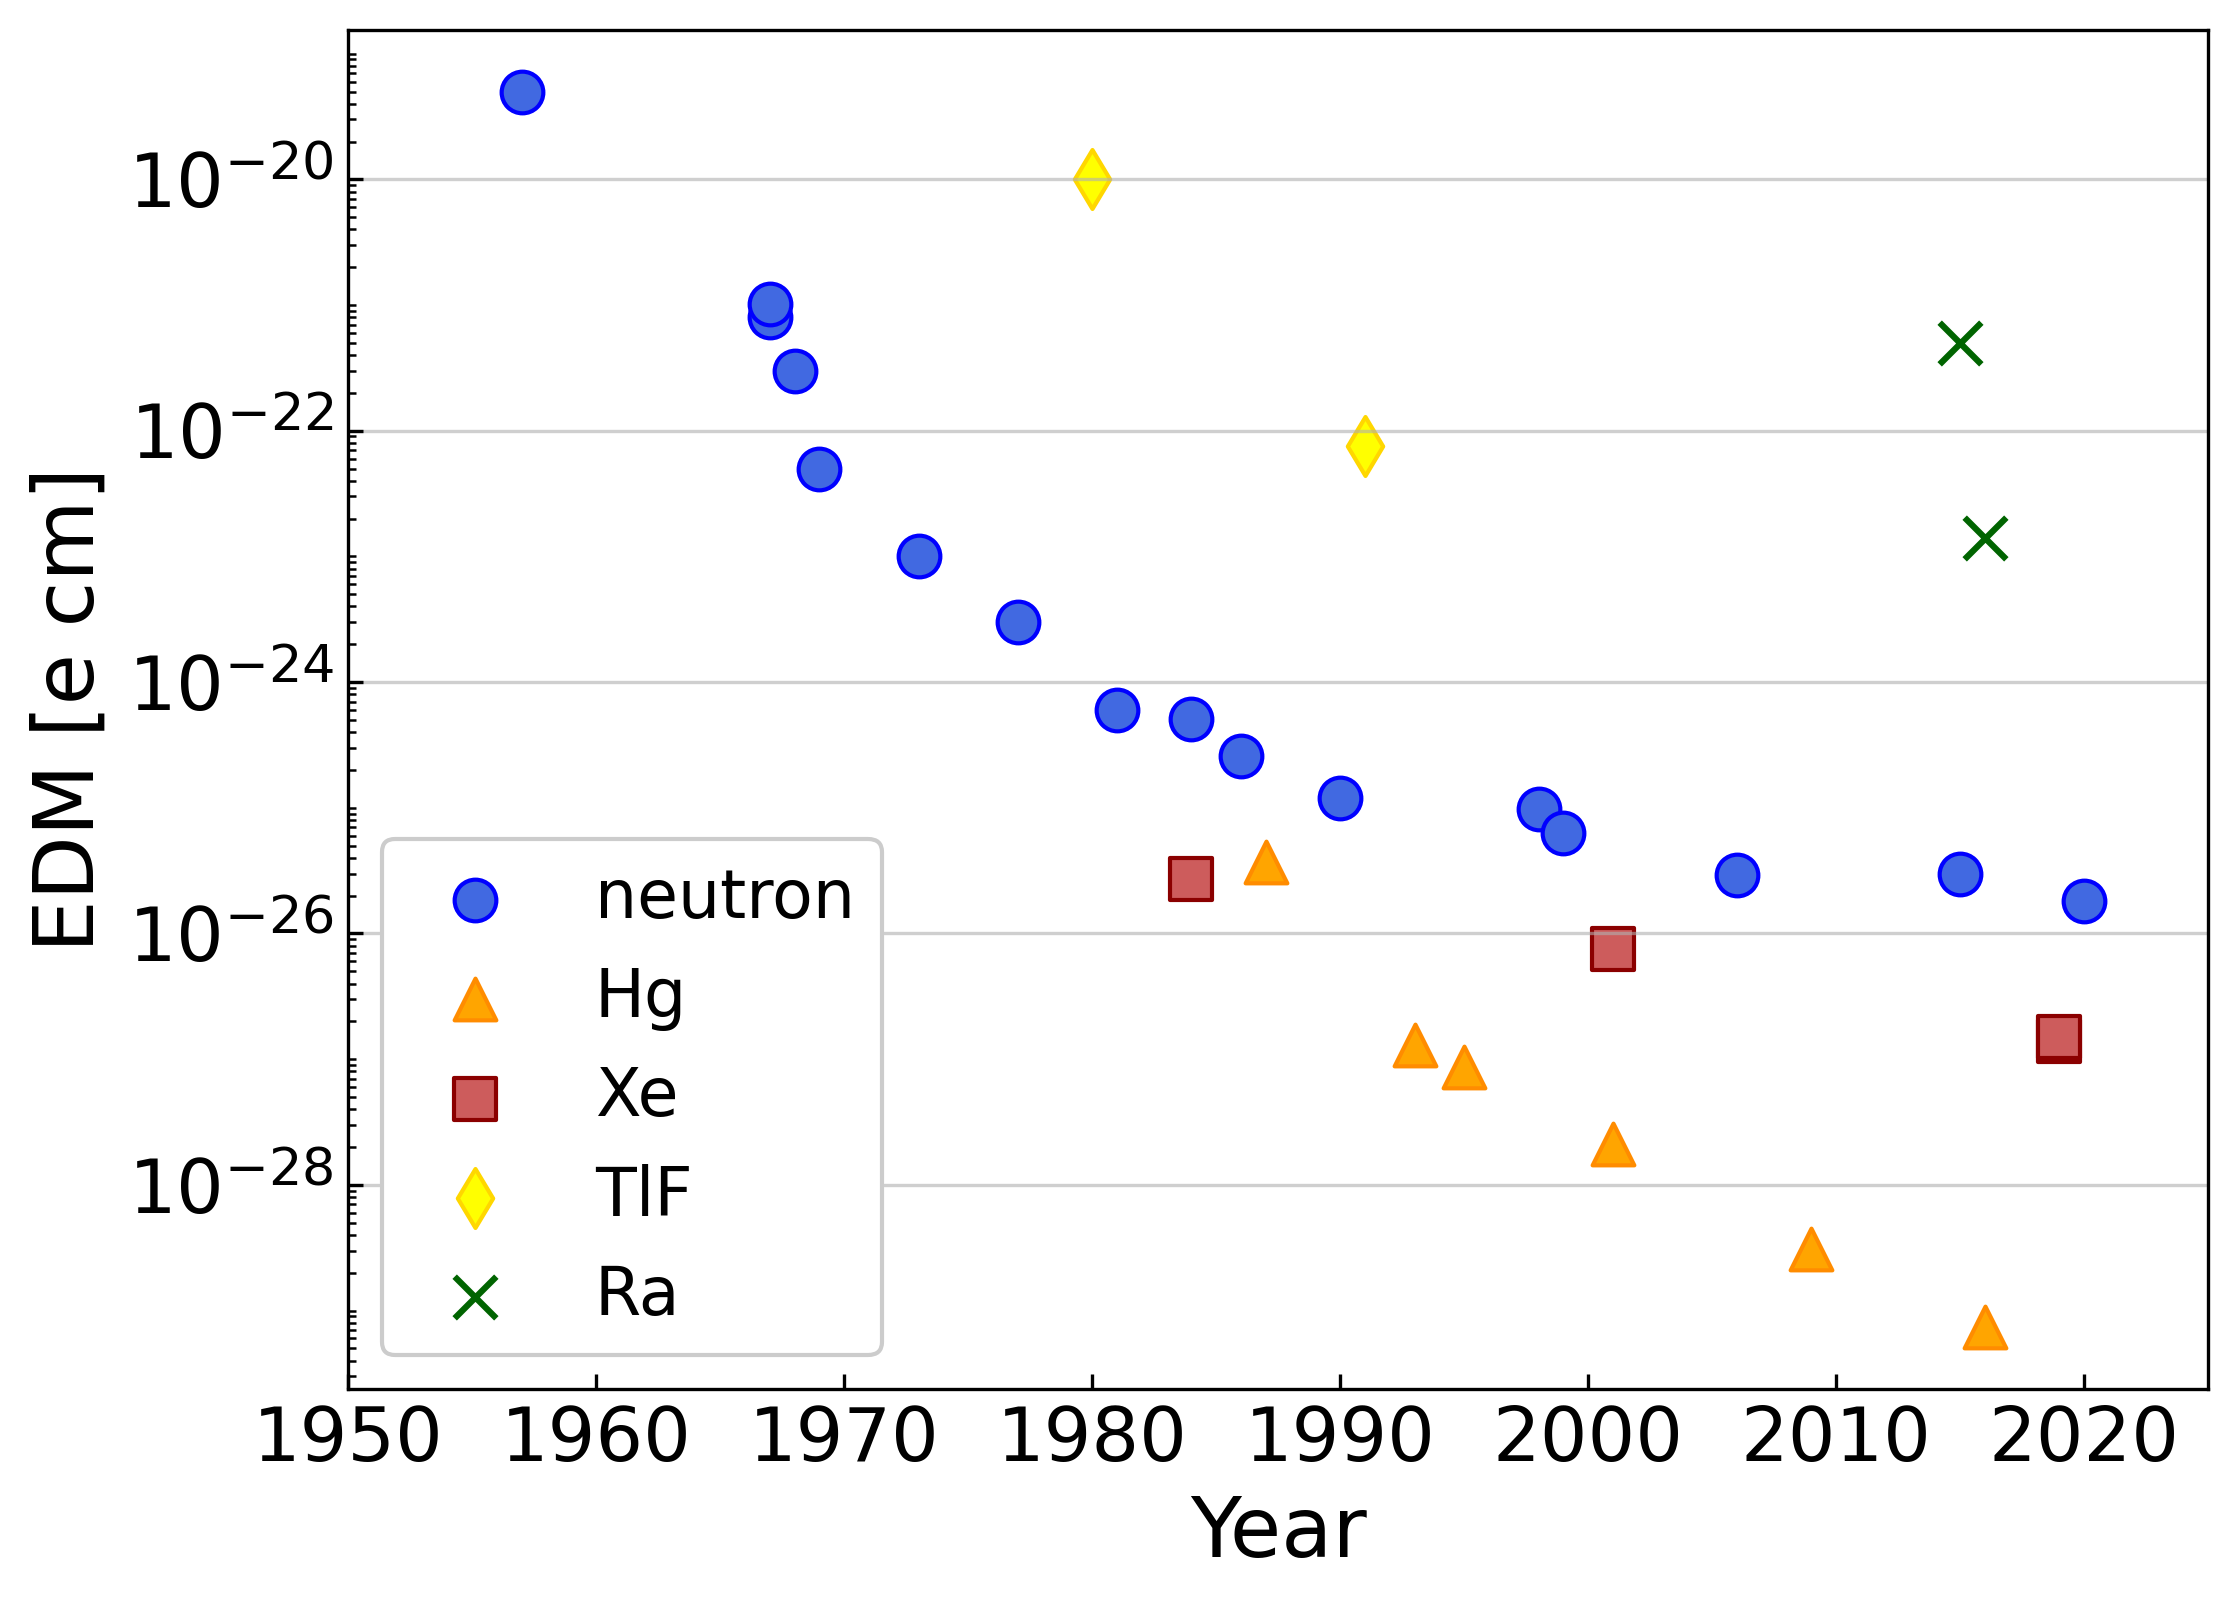 EDM [e cm]
10⁻²⁰
10⁻²²
10⁻²⁴
10⁻²⁶
10⁻²⁸
neutron
Hg
Xe
TlF
Ra
1950 1960 1970 1980 1990 2000 2010 2020
Year